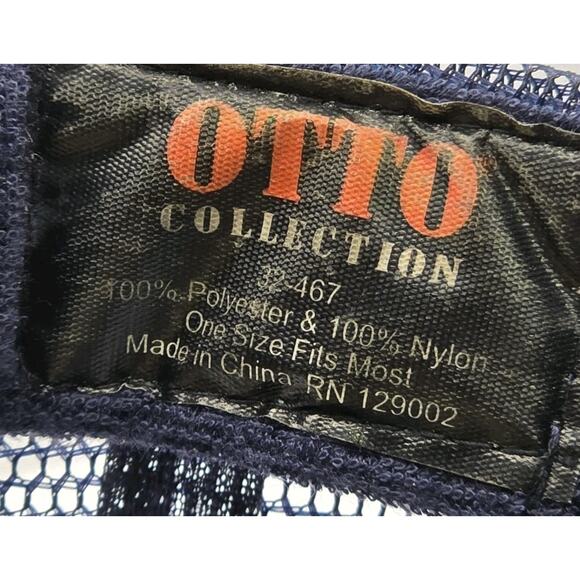 OTTO
COLLECTION
32-467
100% Polyester & 100% Nylon
One Size Fits Most
Made in China RN 129002